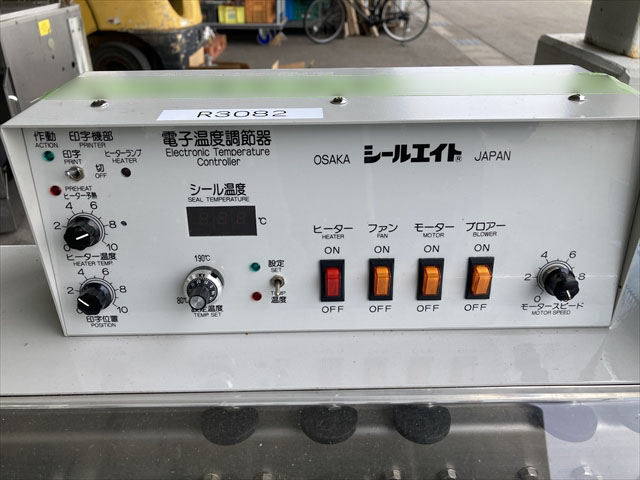 R3082
作動 印字機部
ACTION PRINTER
印字
PRINT
切
OFF
ヒーターランプ
HEATER
PREHEAT
ヒーター予熱
0 2 4 6 8 10
ヒーター温度
HEATER TEMP.
0 4 6 8 10
印字位置
POSITION
電子温度調節器
Electronic Temperature
Controller
OSAKA シールエイト® JAPAN
シール温度
SEAL TEMPERATURE
℃
190℃
80℃
温度
TEMP. SET
設定
SET
TEMP.
温度
ヒーター ファン モーター ブロアー
HEATER FAN MOTOR BLOWER
ON ON ON ON
OFF OFF OFF OFF
0 2 4 6 8
モータースピード
MOTOR SPEED